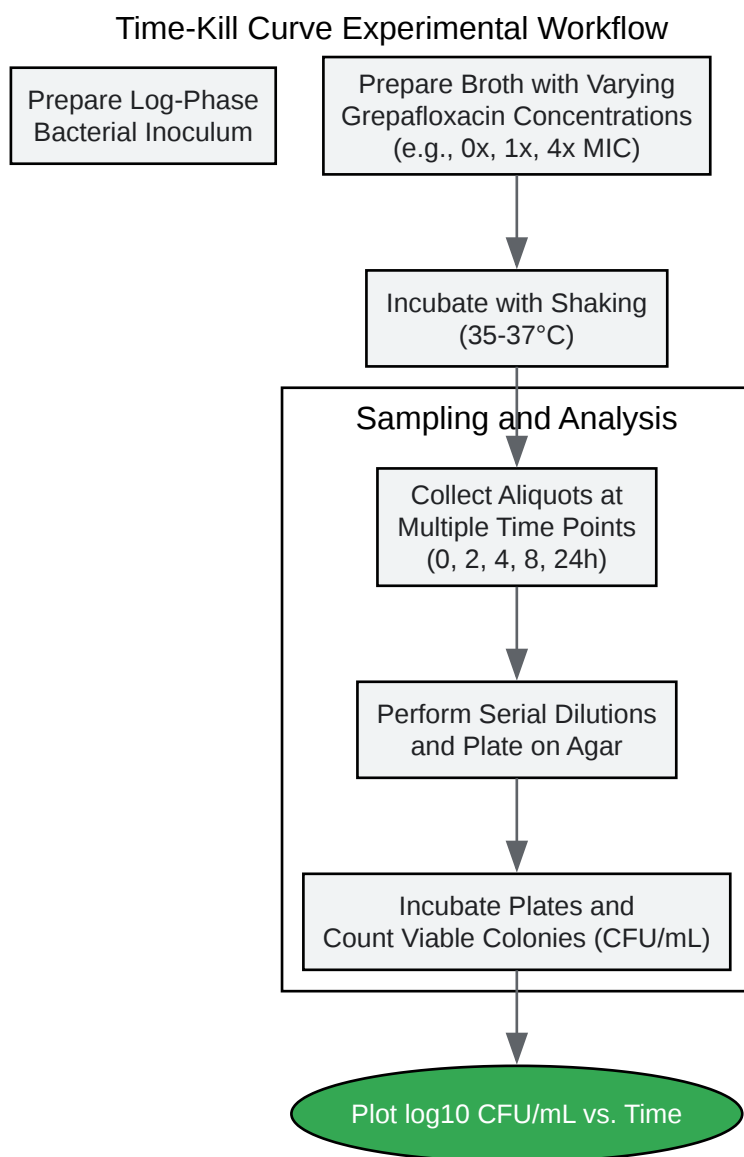 Time-Kill Curve Experimental Workflow
Prepare Log-Phase
Bacterial Inoculum
Prepare Broth with Varying
Grepafloxacin Concentrations
(e.g., 0x, 1x, 4x MIC)
Incubate with Shaking
(35-37°C)
Sampling and Analysis
Collect Aliquots at
Multiple Time Points
(0, 2, 4, 8, 24h)
Perform Serial Dilutions
and Plate on Agar
Incubate Plates and
Count Viable Colonies (CFU/mL)
Plot log10 CFU/mL vs. Time